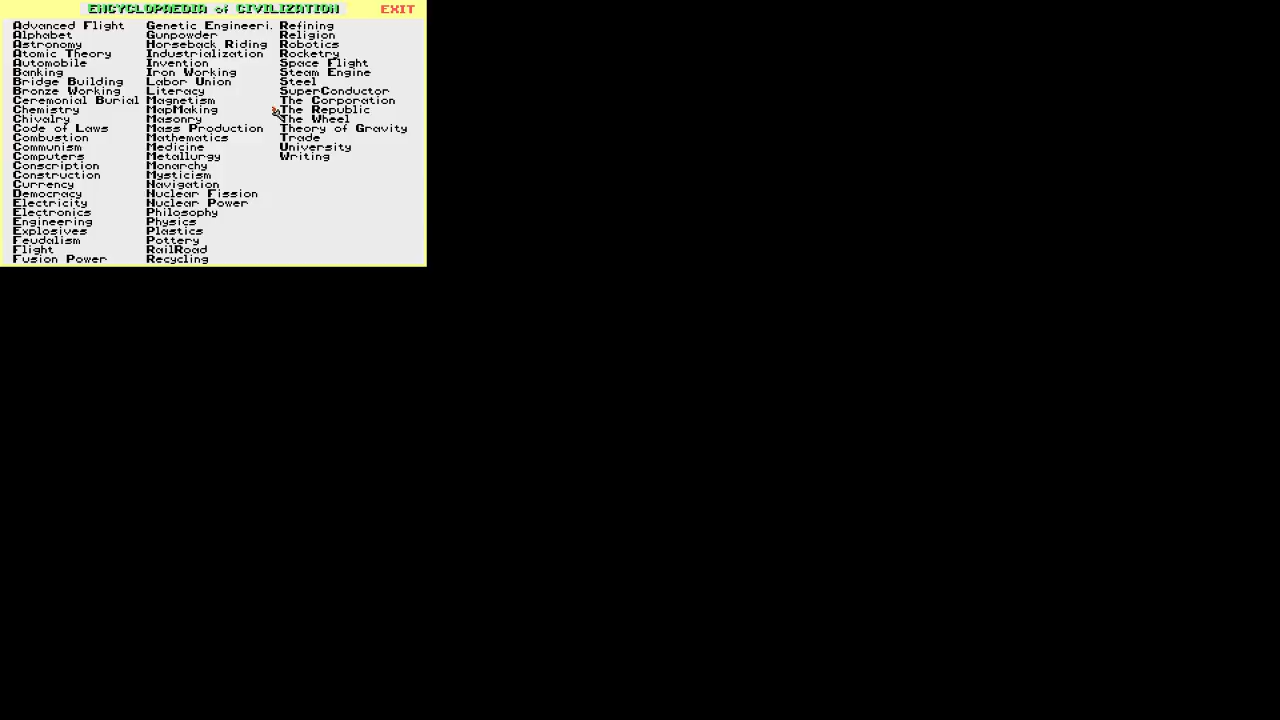 ENCYCLOPAEDIA of CIVILIZATION EXIT
Advanced Flight
Alphabet
Astronomy
Atomic Theory
Automobile
Banking
Bridge Building
Bronze Working
Ceremonial Burial
Chemistry
Chivalry
Code of Laws
Combustion
Communism
Computers
Conscription
Construction
Currency
Democracy
Electricity
Electronics
Engineering
Explosives
Feudalism
Flight
Fusion Power
Genetic Engineeri.
Gunpowder
Horseback Riding
Industrialization
Invention
Iron Working
Labor Union
Literacy
Magnetism
MapMaking
Masonry
Mass Production
Mathematics
Medicine
Metallurgy
Monarchy
Mysticism
Navigation
Nuclear Fission
Nuclear Power
Philosophy
Physics
Plastics
Pottery
RailRoad
Recycling
Refining
Religion
Robotics
Rocketry
Space Flight
Steam Engine
Steel
SuperConductor
The Corporation
The Republic
The Wheel
Theory of Gravity
Trade
University
Writing